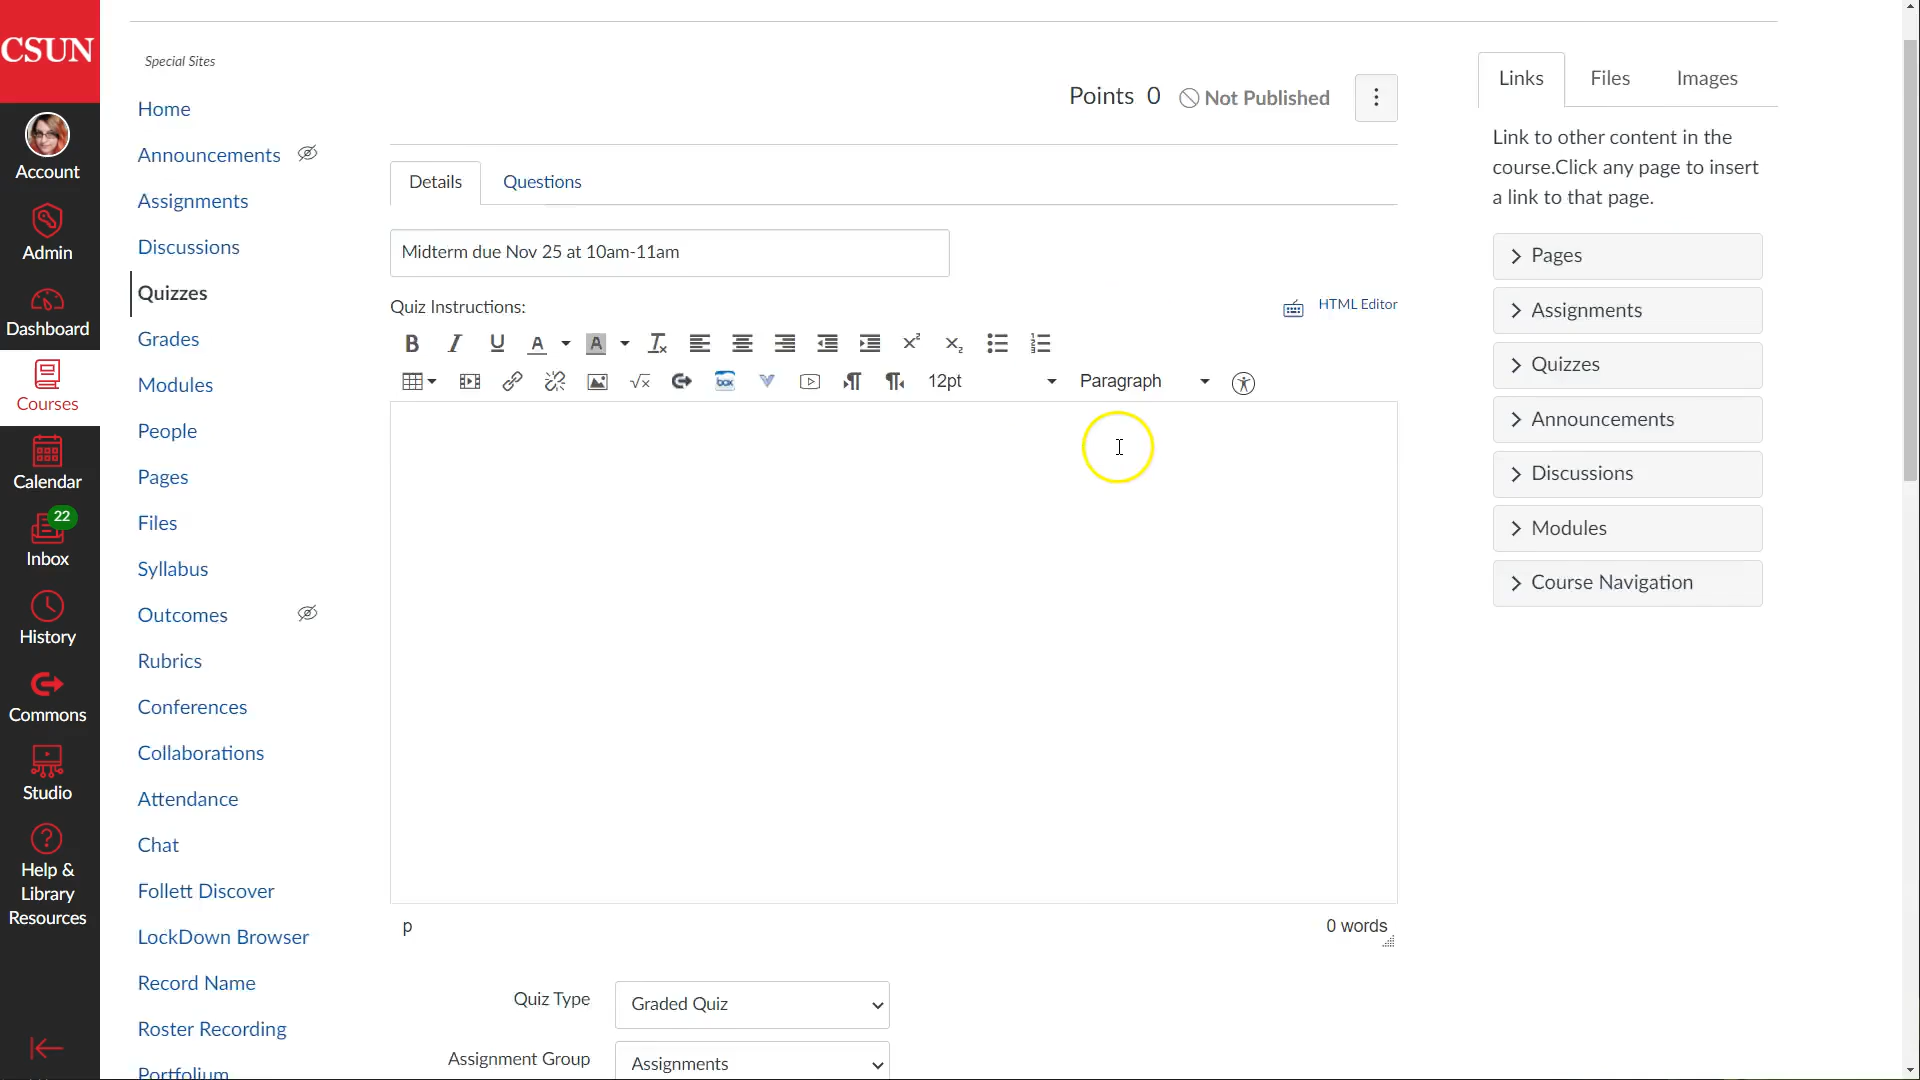 CSUN
Account
Admin
Dashboard
Courses
Calendar
22
Inbox
History
Commons
Studio
Help &
Library
Resources
Special Sites
Home
Announcements
Assignments
Discussions
Quizzes
Grades
Modules
People
Pages
Files
Syllabus
Outcomes
Rubrics
Conferences
Collaborations
Attendance
Chat
Follett Discover
LockDown Browser
Record Name
Roster Recording
Portfolium
Points 0 Not Published
Details Questions
Midterm due Nov 25 at 10am-11am
Quiz Instructions:
HTML Editor
12pt Paragraph
p
0 words
Quiz Type Graded Quiz
Assignment Group Assignments
Links Files Images
Link to other content in the
course.Click any page to insert
a link to that page.
Pages
Assignments
Quizzes
Announcements
Discussions
Modules
Course Navigation